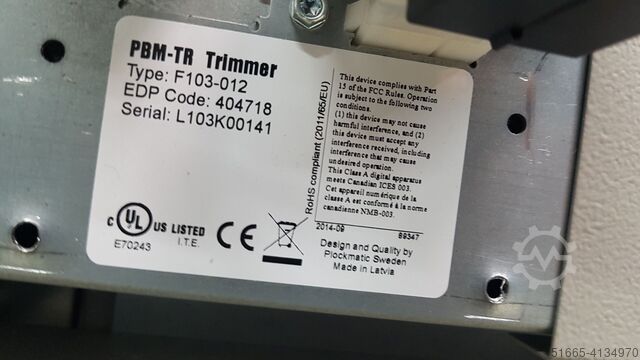 PBM-TR Trimmer
Type: F103-012
EDP Code: 404718
Serial: L103K00141
RoHS compliant (2011/65/EU)
This device complies with Part
15 of the FCC Rules. Operation
is subject to the following two
conditions.
(1) this device may not cause
harmful interference, and (2)
this device must accept any
interference received, including
interference that may cause
undesired operation.
This Class A digital apparatus
meets Canadian ICES 003.
Cet appareil numérique de la
classe A est conformé à la norme
canadienne NMB-003.
C UL US LISTED
I.T.E.
E70243
CE
2014-09 89347
Design and Quality by
Plockmatic Sweden
Made in Latvia
51665-4134970